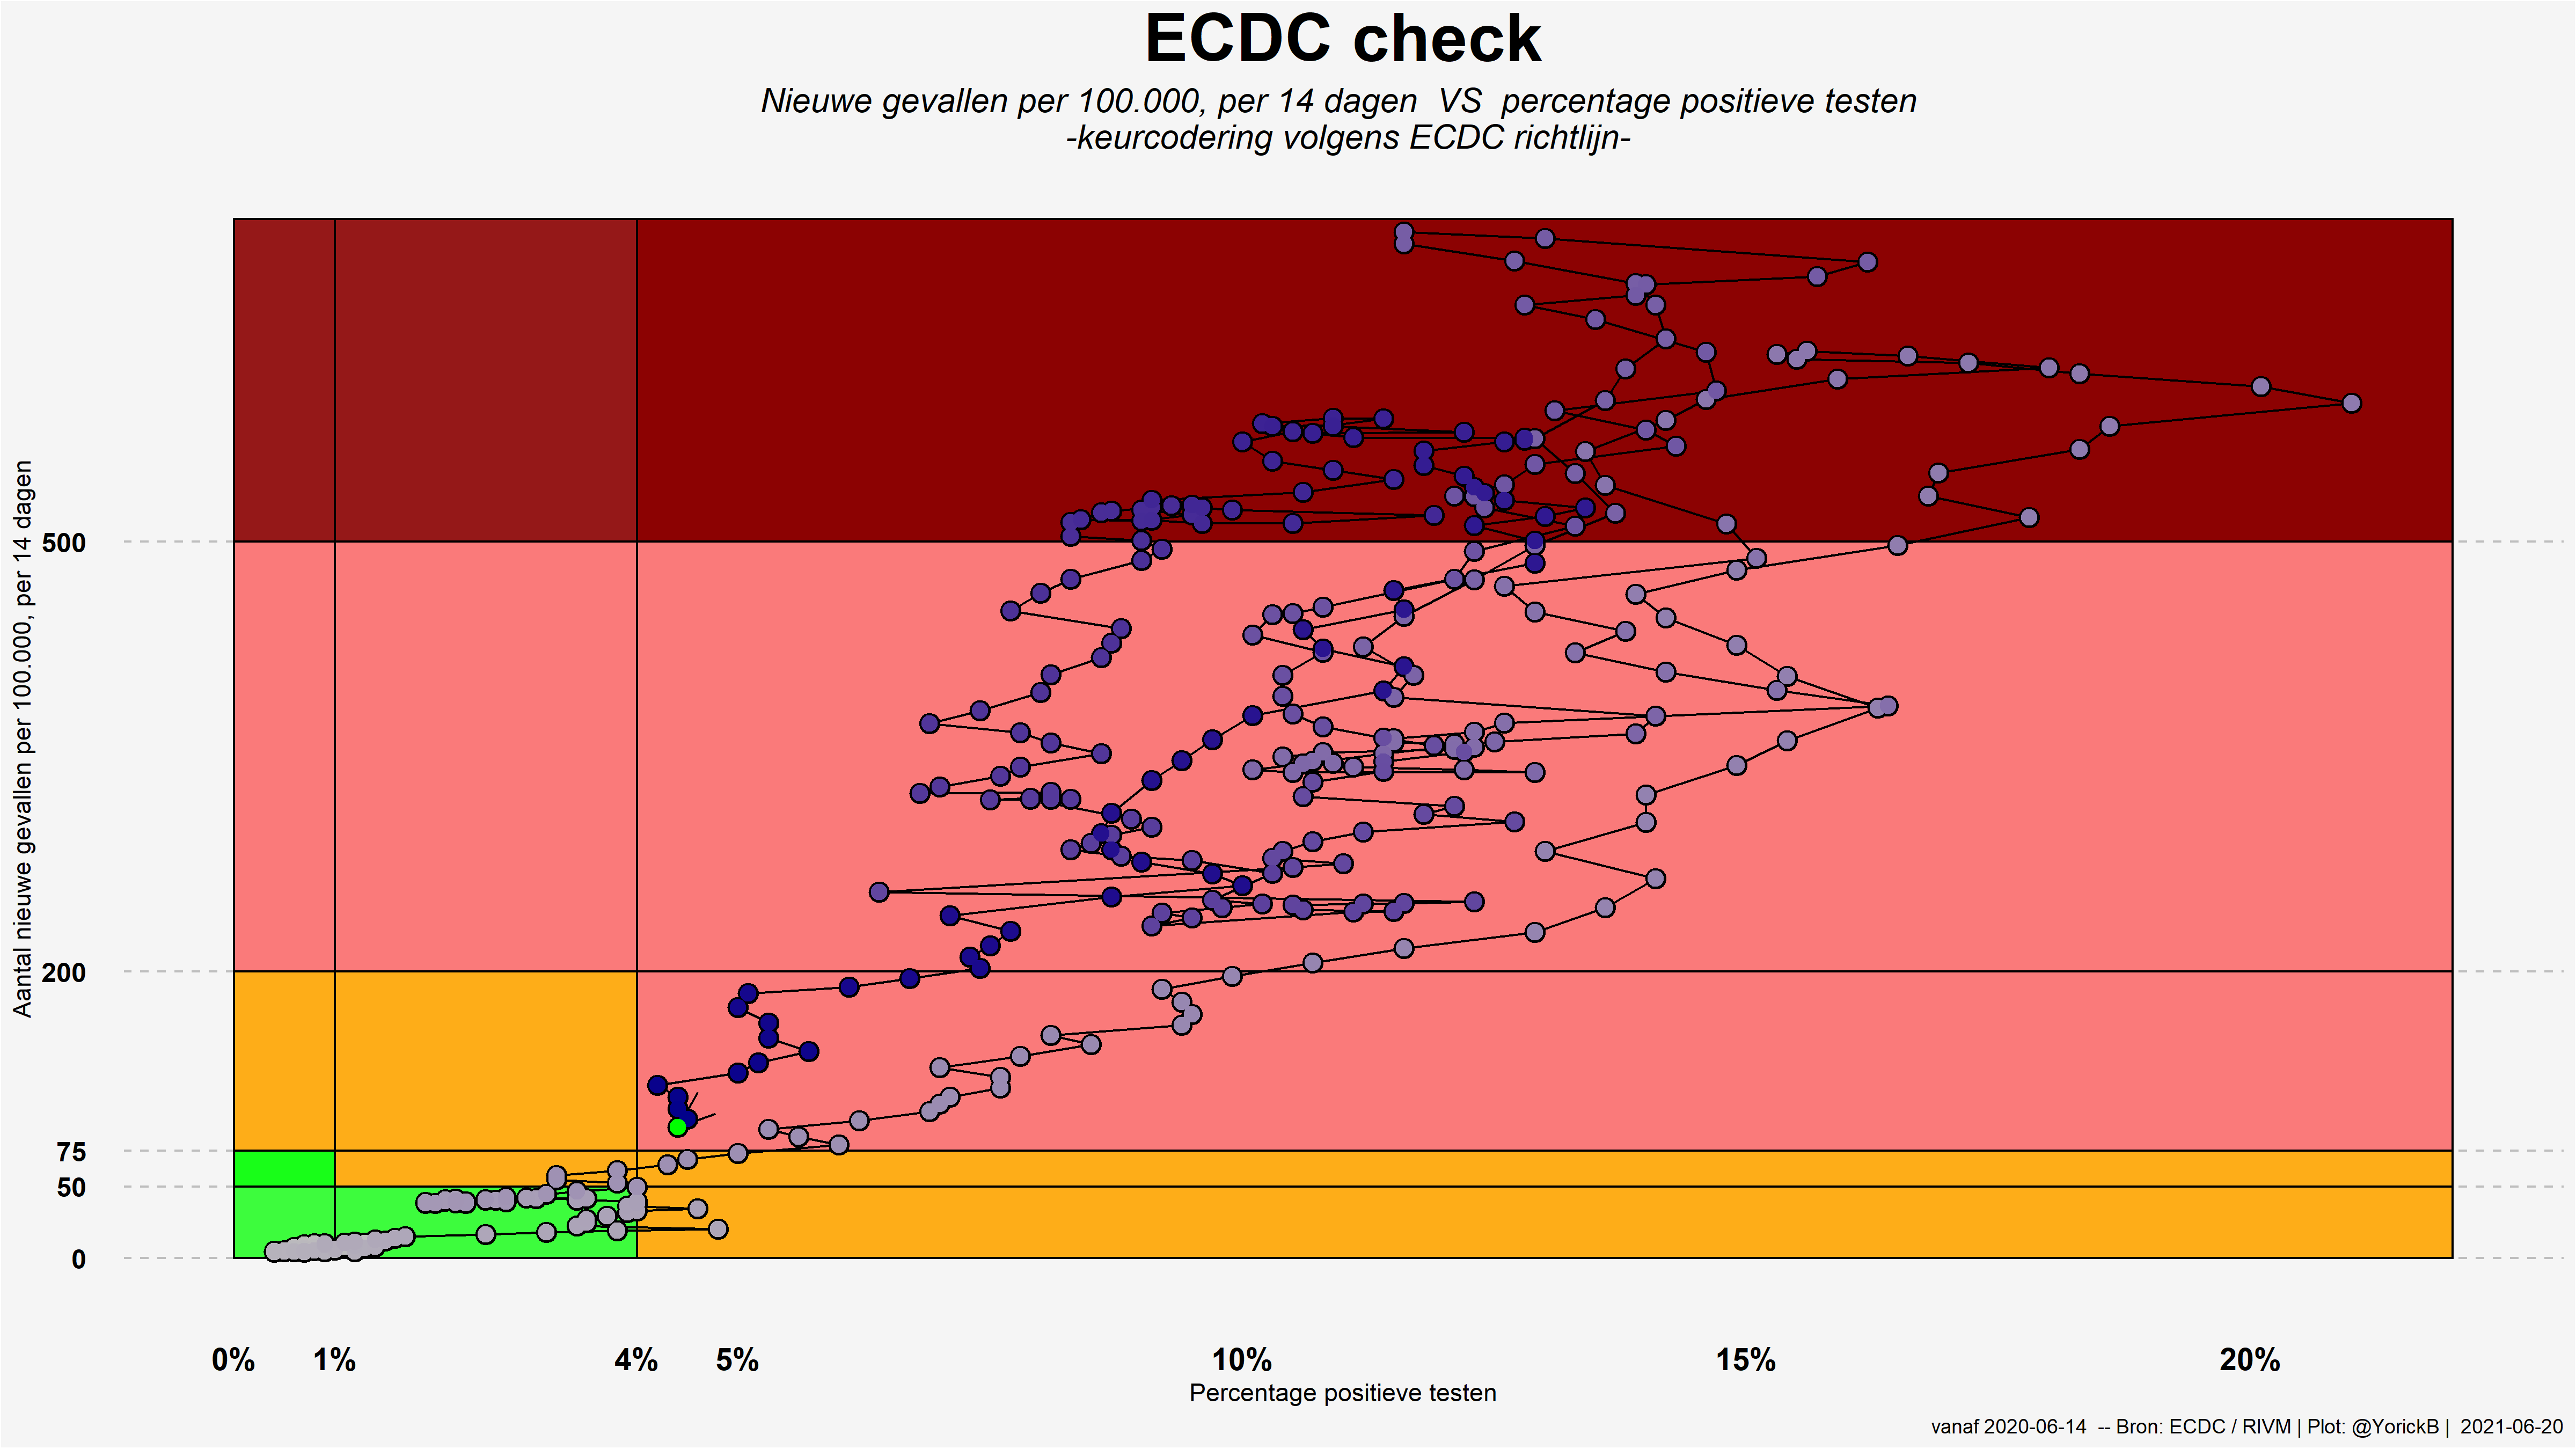 ECDC check
Nieuwe gevallen per 100.000, per 14 dagen  VS  percentage positieve testen
-keurcodering volgens ECDC richtlijn-
Aantal nieuwe gevallen per 100.000, per 14 dagen
500
200
75
50
0
0% 1% 4% 5% 10% 15% 20%
Percentage positieve testen
vanaf 2020-06-14  -- Bron: ECDC / RIVM | Plot: @YorickB |  2021-06-20